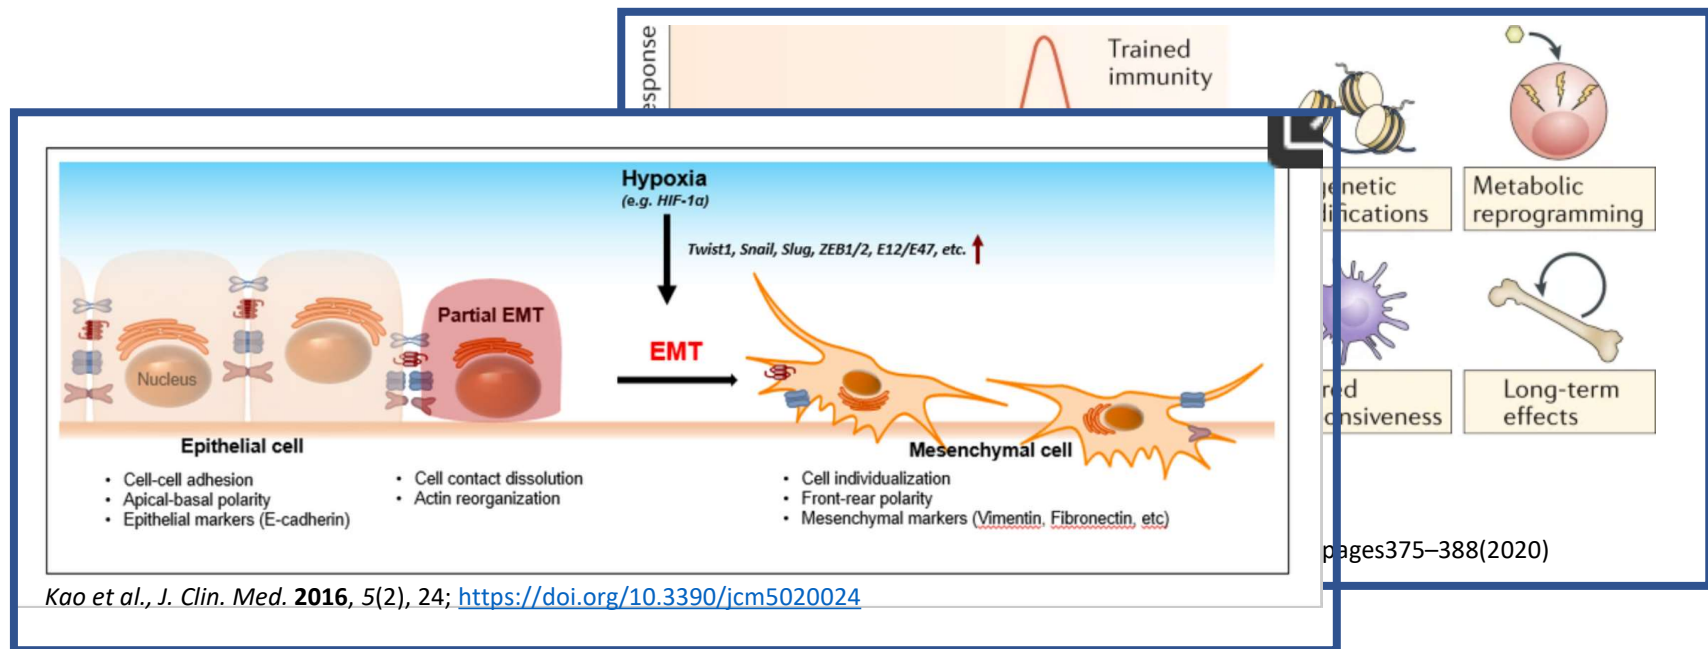 esponse
Trained
immunity
Metabolic
reprogramming
Long-term
effects
pages375–388(2020)
Hypoxia
(e.g. HIF-1α)
Twist1, Snail, Slug, ZEB1/2, E12/E47, etc.
Partial EMT
EMT
Nucleus
Epithelial cell
• Cell-cell adhesion
• Apical-basal polarity
• Epithelial markers (E-cadherin)
• Cell contact dissolution
• Actin reorganization
Mesenchymal cell
• Cell individualization
• Front-rear polarity
• Mesenchymal markers (Vimentin, Fibronectin, etc)
Kao et al., J. Clin. Med. 2016, 5(2), 24; https://doi.org/10.3390/jcm5020024